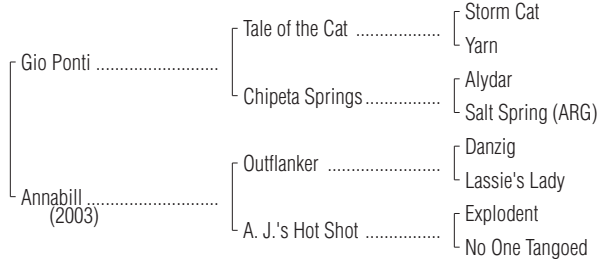 Storm Cat
Tale of the Cat ..................
Yarn
Gio Ponti ..........................
Alydar
Chipeta Springs................
Salt Spring (ARG)
Danzig
Outflanker ........................
Lassie's Lady
Annabill ............................
(2003)
Explodent
A. J.'s Hot Shot ................
No One Tangoed